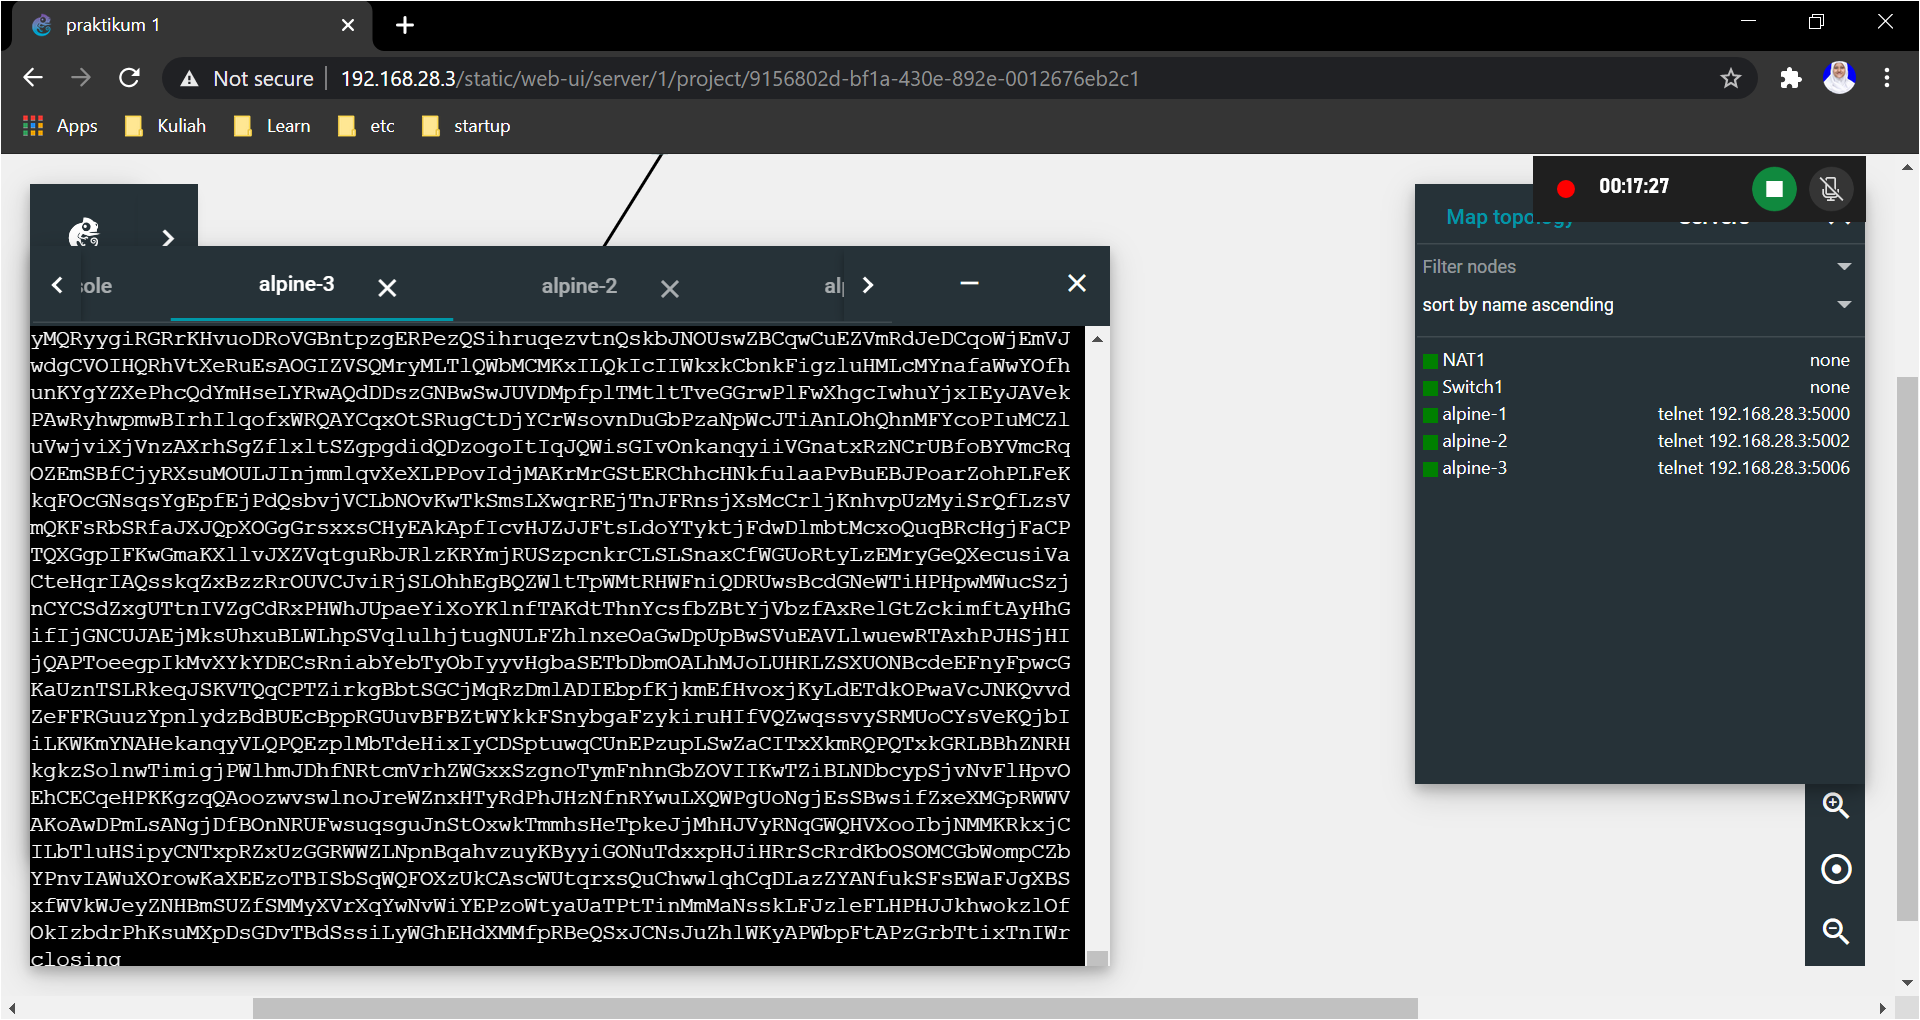 praktikum 1
Not secure
192.168.28.3/static/web-ui/server/1/project/9156802d-bf1a-430e-892e-0012676eb2c1
Apps Kuliah Learn etc startup
00:17:27
Map topology
Filter nodes
sort by name ascending
NAT1 none
Switch1 none
alpine-1 telnet 192.168.28.3:5000
alpine-2 telnet 192.168.28.3:5002
alpine-3 telnet 192.168.28.3:5006
sole alpine-3 alpine-2 alp
yMQRyygiRGRrKHvuoDRoVGBntpzgERPezQSihruqezvtnQskbJNOUswZBCqwCuEZVmRdJeDCqoWjEmVJ
wdgCVOIHQRhVtXeRuEsAOGIZVSQMryMLTlQWbMCMKxILQkIcIIWkxkCbnkFigzluHMLcMYnafaWwYOfh
unKYgYZXePhcQdYmHseLYRwAQdDDszGNBwSwJUVDMpfplTMtltTveGGrwPlFwXhgcIwhuYjxIEyJAVek
PAwRyhwpmwBIrhIlqofxWRQAYCqxOtSRugCtDjYCrWsovnDuGbPzaNpWcJTiAnLOhQhnMFYcoPIuMCZl
uVwjviXjVnzAXrhSgZflxltSZgpgdidQDzogoItIqJQWisGIvOnkanqyiiVGnatxRzNCrUBfoBYVmcRq
OZEmSBfCjyRXsuMOULJInjmmlqvXeXLPPovIdjMAKrMrGStERChhcHNkfulaaPvBuEBJPoarZohPLFeK
kqFOcGNsqsYgEpfEjPdQsbvjVCLbNOvKwTkSmsLXwqrREjTnJFRnsjXsMcCrljKnhvpUzMyiSrQfLzsV
mQKFsRbSRfaJXJQpXOGgGrsxxsCHyEAkApfIcvHJZJJFtsLdoYTyktjFdwDlmbtMcxoQuqBRcHgjFaCP
TQXGgpIFKwGmaKXllvJXZVqtguRbJRlzKRYmjRUSzpcnkrCLSLSnaxCfWGUoRtyLzEMryGeQXecusiVa
CteHqrIAQsskqZxBzzRrOUVCJviRjSLOhhEgBQZWltTpWMtRHWFniQDRUwsBcdGNeWTiHPHpwMWucSzj
nCYCSdZxgUTtnIVZgCdRxPHWhJUpaeYiXoYKlnfTAKdtThnYcsfbZBtYjVbzfAxRelGtZckimftAyHhG
ifIjGNCUJAEjMksUhxuBLWLhpSVqlulhjtugNULFZhlnxeOaGwDpUpBwSVuEAVLlwuewRTAxhPJHSjHI
jQAPToeegpIkMvXYkYDECsRniabYebTyObIyyvHgbaSETbDbmOALhMJoLUHRLZSXUONBcdeEFnyFpwcG
KaUznTSLRkeqJSKVTQqCPTZirkgBbtSGCjMqRzDmlADIEbpfKjkmEfHvoxjKyLdETdkOPwaVcJNKQvvd
ZeFFRGuuzYpnlydzBdBUEcBppRGUuvBFBZtWYkkFSnybgaFzykiruHIfVQZwqssvySRMUoCYsVeKQjbI
iLKWKmYNAHekanqyVLQPQEzplMbTdeHixIyCDSptuwqCUnEPzupLSwZaCITxXkmRQPQTxkGRLBBhZNRH
kgkzSolnwTimigjPWlhmJDhfNRtcmVrhZWGxxSzgnoTymFnhnGbZOVIIKwTZiBLNDbcypSjvNvFlHpvO
EhCECqeHPKKgzqQAoozwvswlnoJreWZnxHTyRdPhJHzNfnRYwuLXQWPgUoNgjEsSBwsifZxeXMGpRWWV
AKoAwDPmLsANgjDfBOnNRUFwsuqsguJnStOxwkTmmhsHeTpkeJjMhHJVyRNqGWQHVXooIbjNMMKRkxjC
ILbTluHSipyCNTxpRZxUzGGRWWZLNpnBqahvzuyKByyiGONuTdxxpHJiHRrScRrdKbOSOMCGbWompCZb
YPnvIAWuXOrowKaXEEzoTBISbSqWQFOXzUkCAscWUtqrxsQuChwwlqhCqDLazZYANfukSFsEWaFJgXBS
xfWVkWJeyZNHBmSUZfSMMyXVrXqYwNvWiYEPzoWtyaUaTPtTinMmMaNsskLFJzleFLHPHJJkhwokzlOf
OkIzbdrPhKsuMXpDsGDvTBdSssiLyWGhEHdXMMfpRBeQSxJCNsJuZhlWKyAPWbpFtAPzGrbTtixTnIWr
closing